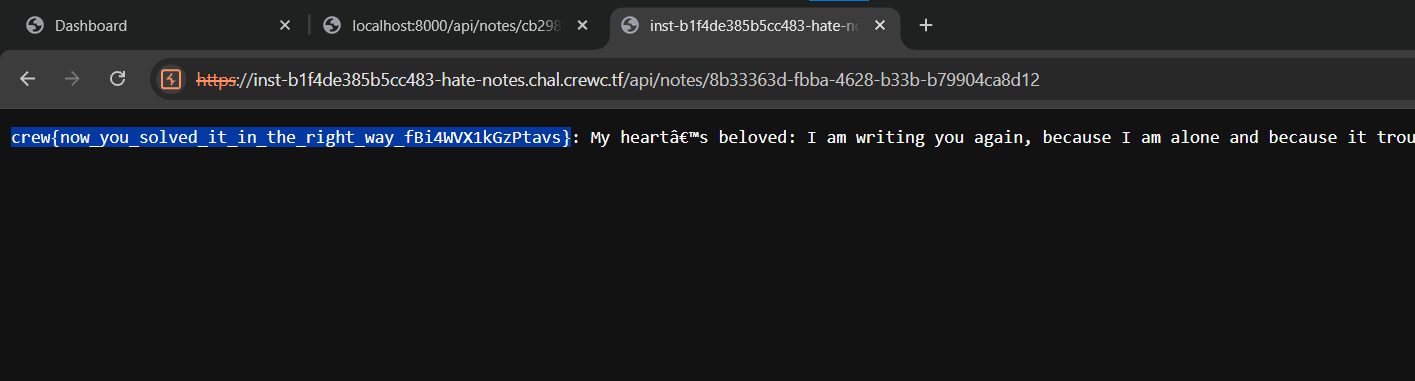 Dashboard
localhost:8000/api/notes/cb298
inst-b1f4de385b5cc483-hate-no
https://inst-b1f4de385b5cc483-hate-notes.chal.crewc.tf/api/notes/8b33363d-fbba-4628-b33b-b79904ca8d12
crew{now_you_solved_it_in_the_right_way_fBi4WVX1kGzPtavs}: My heartâ€™s beloved: I am writing you again, because I am alone and because it trou